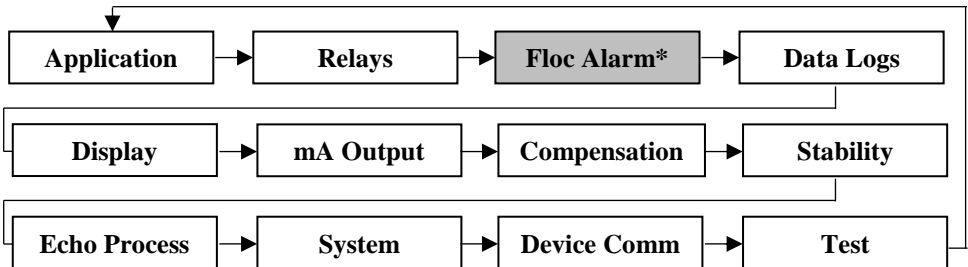 Application
Relays
Floc Alarm*
Data Logs
Display
mA Output
Compensation
Stability
Echo Process
System
Device Comm
Test